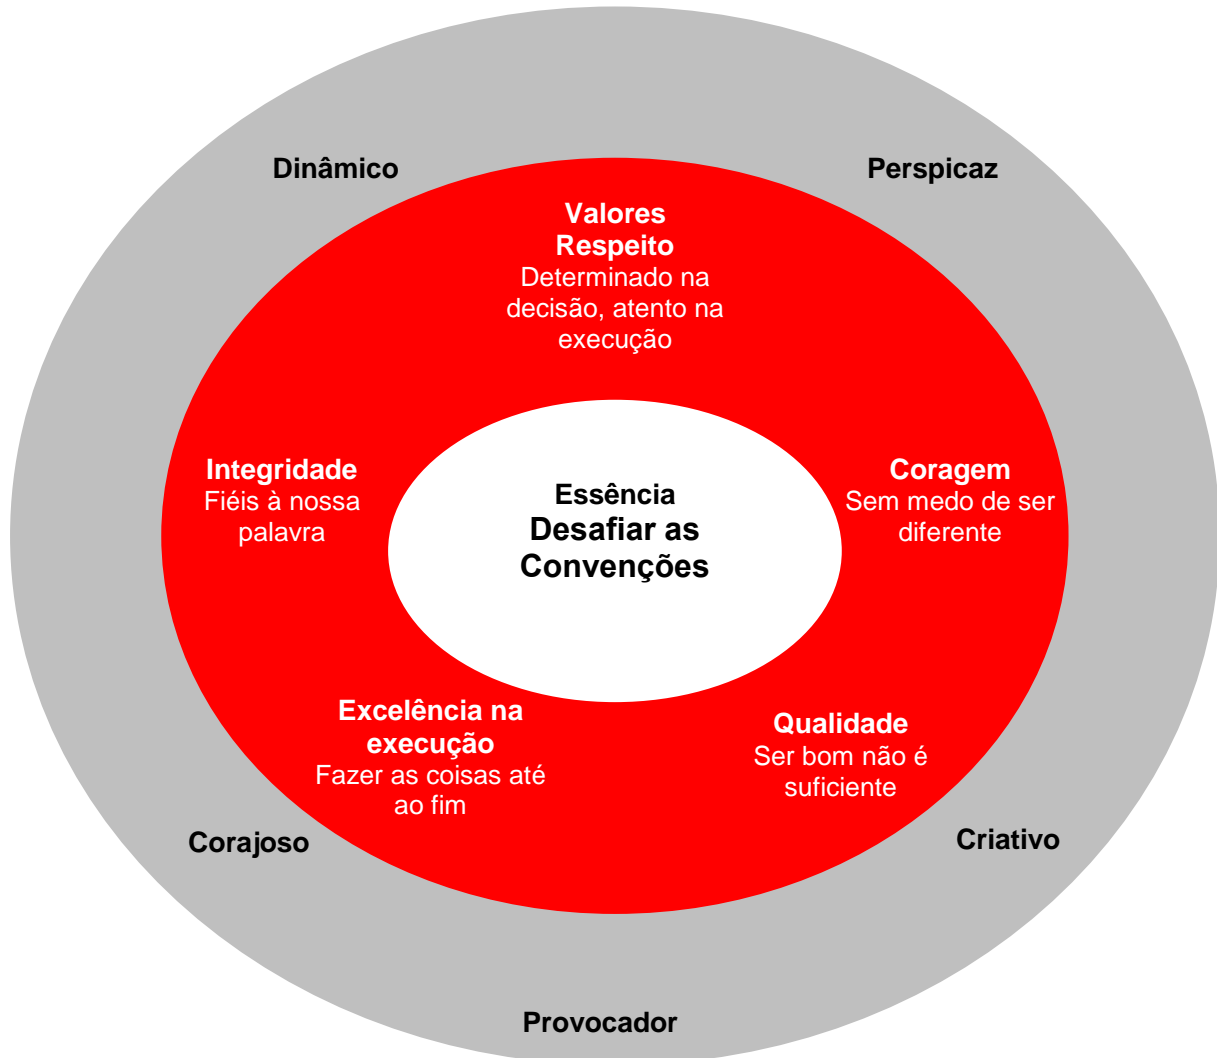 Dinâmico
Perspicaz
Valores
Respeito
Determinado na
decisão, atento na
execução
Integridade
Fiéis à nossa
palavra
Essência
Desafiar as
Convenções
Coragem
Sem medo de ser
diferente
Excelência na
execução
Fazer as coisas até
ao fim
Qualidade
Ser bom não é
suficiente
Corajoso
Criativo
Provocador